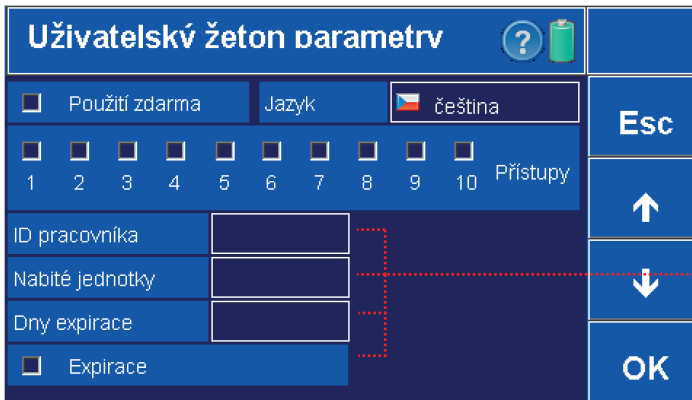 Uživatelský žeton parametry ?
Použití zdarma Jazyk čeština
Esc
1 2 3 4 5 6 7 8 9 10 Přístupy
ID pracovníka
Nabité jednotky
Dny expirace
Expirace
OK